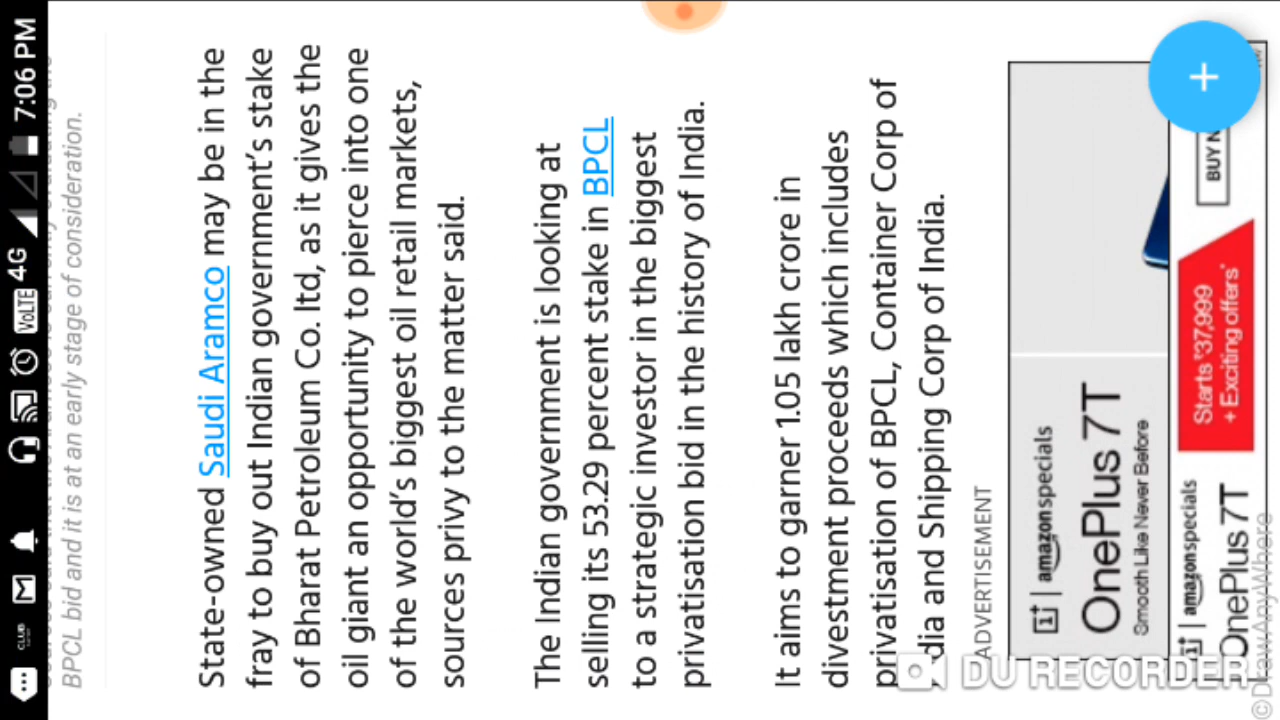 CLUB
VoLTE 4G
7:06 PM
BPCL bid and it is at an early stage of consideration.
State-owned Saudi Aramco may be in the
fray to buy out Indian government's stake
of Bharat Petroleum Co. ltd, as it gives the
oil giant an opportunity to pierce into one
of the world's biggest oil retail markets,
sources privy to the matter said.
The Indian government is looking at
selling its 53.29 percent stake in BPCL
to a strategic investor in the biggest
privatisation bid in the history of India.
It aims to garner 1.05 lakh crore in
divestment proceeds which includes
privatisation of BPCL, Container Corp of
dia and Shipping Corp of India.
ADVERTISEMENT
amazonspecials
OnePlus 7T
Smooth Like Never Before
amazonspecials
OnePlus 7T
Starts ₹37,999
+ Exciting offers*
BUY N
DU RECORDER
©DrawAnyWhere